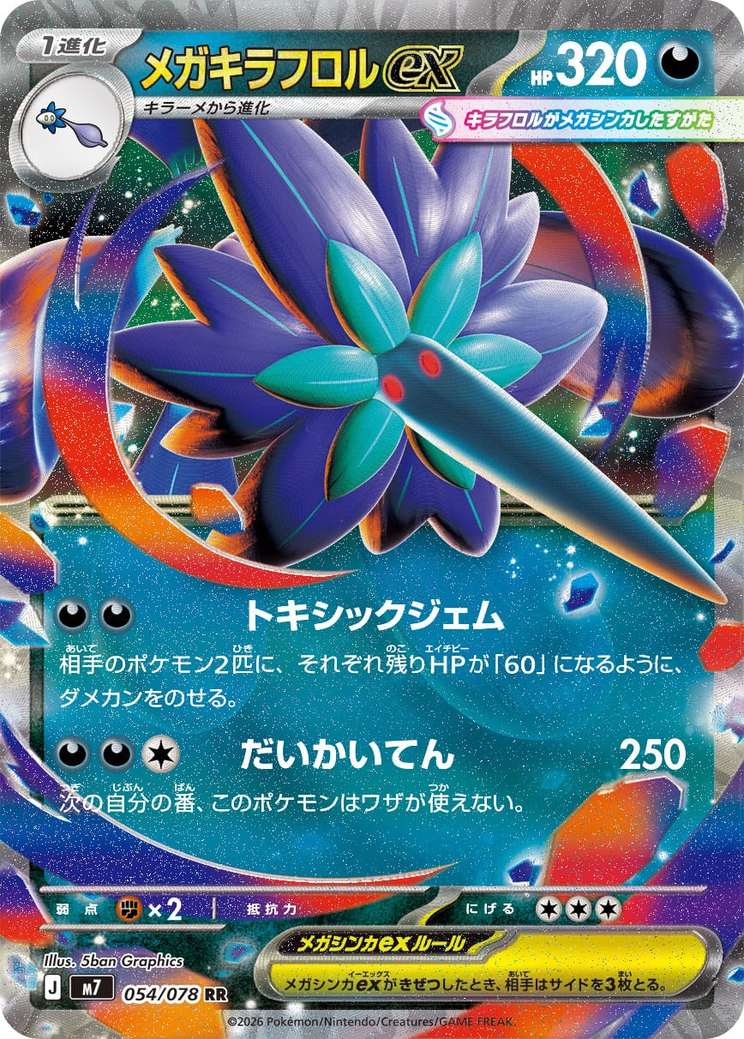 1進化
メガキラフロルex
HP320
キラーメから進化
キラフロルがメガシンカしたすがた
トキシックジェム
相手のポケモン2匹に、それぞれ残りHPが「60」になるように、
ダメカンをのせる。
だいかいてん 250
次の自分の番、このポケモンはワザが使えない。
弱点 ×2 抵抗力 にげる
メガシンカexルール
メガシンカexがきぜつしたとき、相手はサイドを3枚とる。
Illus. 5ban Graphics
J M7 054/078 RR
©2026 Pokémon/Nintendo/Creatures/GAME FREAK.